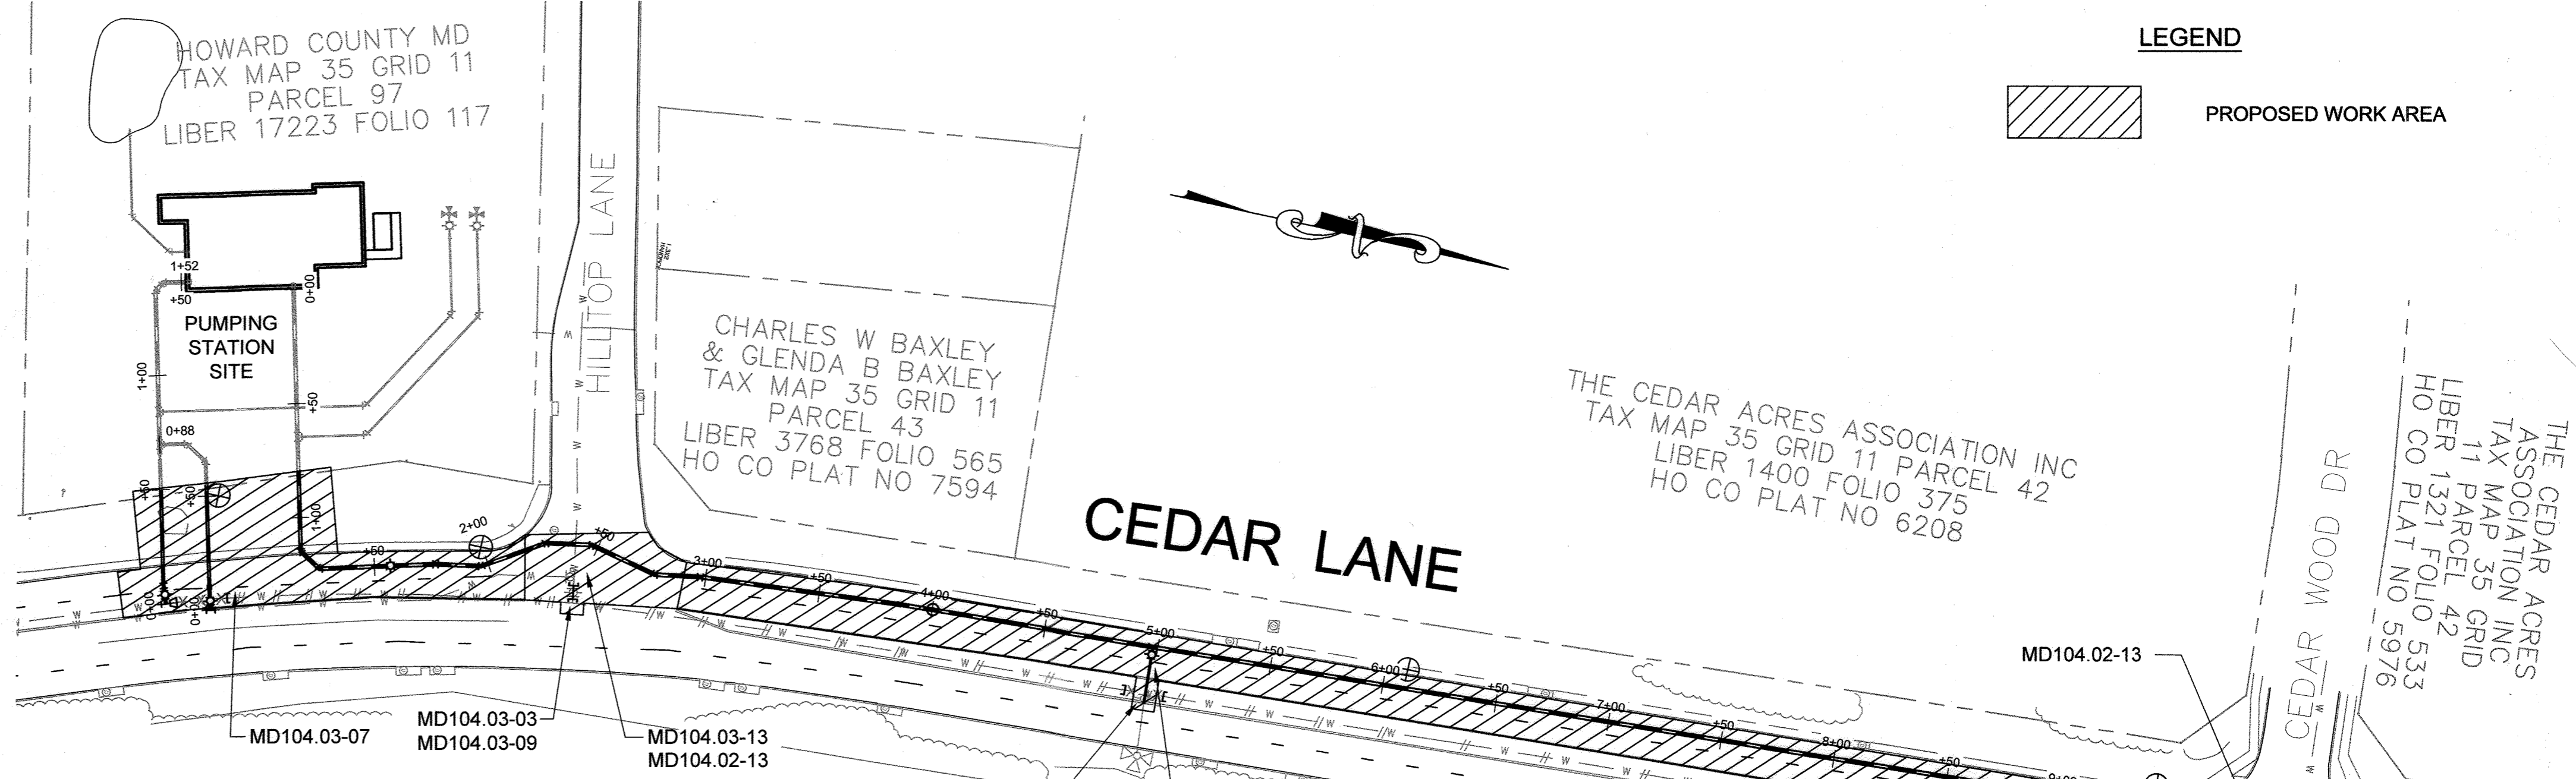 HOWARD COUNTY MD
TAX MAP 35 GRID 11
PARCEL 97
LIBER 17223 FOLIO 117
LEGEND
PROPOSED WORK AREA
HILLTOP LANE
N
1+52
+50
0+00
PUMPING
STATION
SITE
1+00
+50
0+88
+50
+50
1+00
0+00
0+00
+50
2+00
+50
3+00
+50
4+00
+50
5+00
+50
6+00
+50
7+00
+50
8+00
+50
CHARLES W BAXLEY
& GLENDA B BAXLEY
TAX MAP 35 GRID 11
PARCEL 43
LIBER 3768 FOLIO 565
HO CO PLAT NO 7594
CEDAR LANE
THE CEDAR ACRES ASSOCIATION INC
TAX MAP 35 GRID 11 PARCEL 42
LIBER 1400 FOLIO 375
HO CO PLAT NO 6208
CEDAR WOOD DR
THE CEDAR ACRES
ASSOCIATION INC
TAX MAP 35 GRID
11 PARCEL 42
LIBER 1321 FOLIO 533
HO CO PLAT NO 5976
MD104.03-07
MD104.03-03
MD104.03-09
MD104.03-13
MD104.02-13
MD104.02-13